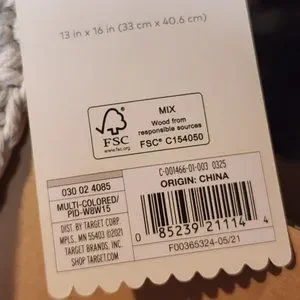 13 in x 16 in (33 cm x 40.6 cm)
FSC
www.fsc.org
MIX
Wood from
responsible sources
FSC® C154050
C-001466-01-003 0325
030 02 4085
ORIGIN: CHINA
MULTI-COLORED/
PID-W8W15
DIST. BY TARGET CORP.
MPLS, MN 55403 ©2021
TARGET BRANDS, INC.
SHOP TARGET.COM
0 85239 21114 4
F00365324-05/21